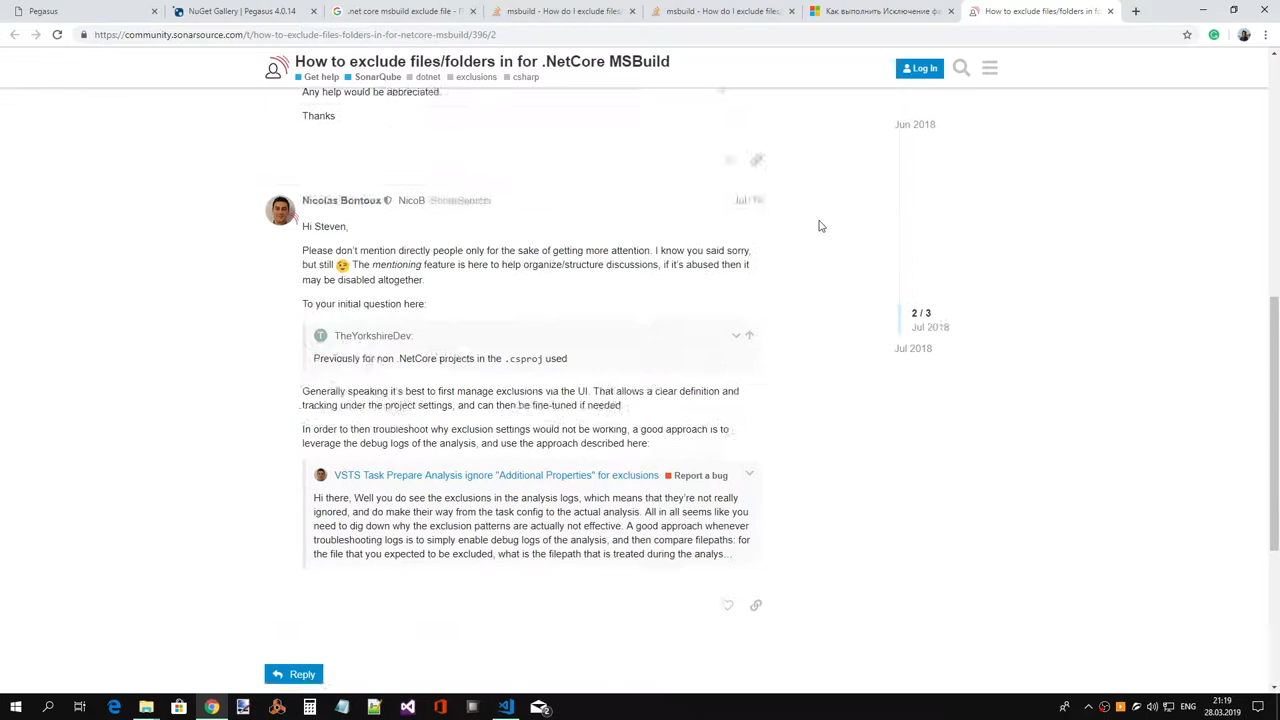 Pegasus
NuGet Gallery | Pegasus 4.0.14
.net core msbuild exclude file - П
msbuild - How do I exclude files/
msbuild - How do I exclude files/
Как выполнить Исключение фа
How to exclude files/folders in fo
https://community.sonarsource.com/t/how-to-exclude-files-folders-in-for-netcore-msbuild/396/2
How to exclude files/folders in for .NetCore MSBuild
Get help SonarQube dotnet exclusions csharp
Log In
Any help would be appreciated.
Thanks
Jun 2018
Nicolas Bontoux NicoB
Hi Steven,
Please don't mention directly people only for the sake of getting more attention. I know you said sorry,
but still 😉 The mentioning feature is here to help organize/structure discussions, if it's abused then it
may be disabled altogether.
To your initial question here:
2 / 3
Jul 2018
Jul 2018
TheYorkshireDev:
Previously for non .NetCore projects in the .csproj used
Generally speaking it's best to first manage exclusions via the UI. That allows a clear definition and
tracking under the project settings, and can then be fine-tuned if needed.
In order to then troubleshoot why exclusion settings would not be working, a good approach is to
leverage the debug logs of the analysis, and use the approach described here:
VSTS Task Prepare Analysis ignore "Additional Properties" for exclusions Report a bug
Hi there, Well you do see the exclusions in the analysis logs, which means that they're not really
ignored, and do make their way from the task config to the actual analysis. All in all seems like you
need to dig down why the exclusion patterns are actually not effective. A good approach whenever
troubleshooting logs is to simply enable debug logs of the analysis, and then compare filepaths: for
the file that you expected to be excluded, what is the filepath that is treated during the analys...
Reply
ENG
21:19
28.03.2019